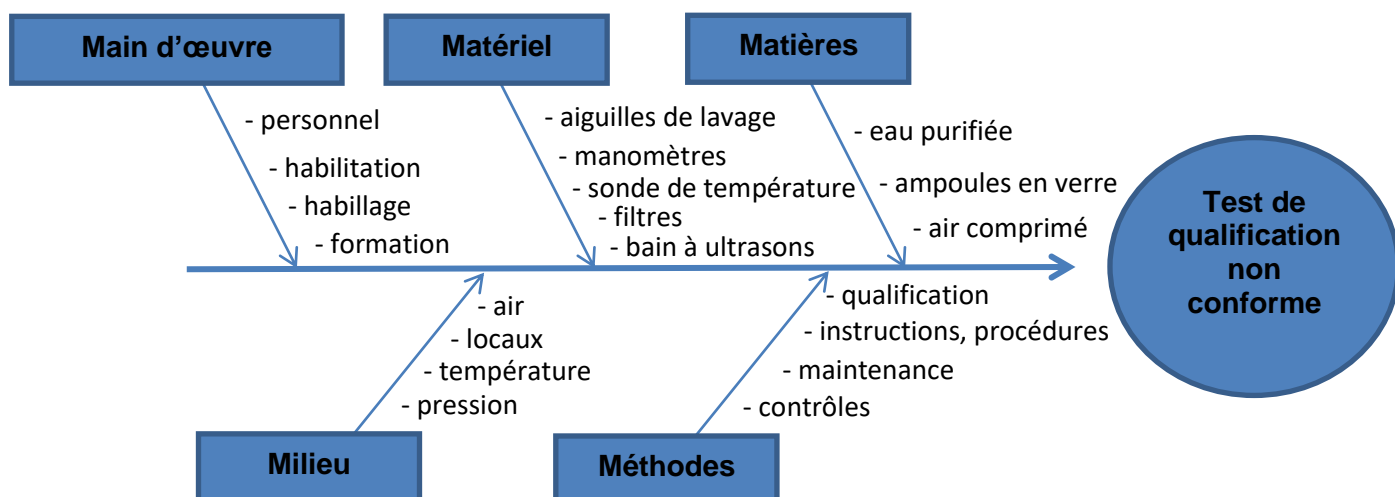 Main d’œuvre
- personnel
- habilitation
- habillage
- formation
Matériel
- aiguilles de lavage
- manomètres
- sonde de température
- filtres
- bain à ultrasons
Matières
- eau purifiée
- ampoules en verre
- air comprimé
Test de
qualification
non
conforme
- air
- locaux
- température
- pression
Milieu
- qualification
- instructions, procédures
- maintenance
- contrôles
Méthodes